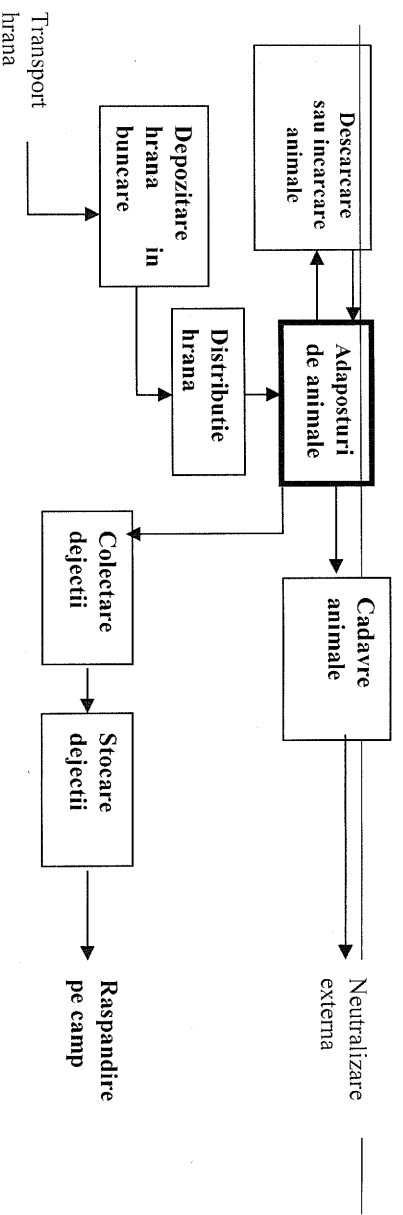 Descarcare
sau incarcare
animale
Adaposturi
de animale
Cadavre
animale
Neutralizare
externa
Depozitare
hrana in
buncare
Distributie
hrana
Colectare
dejectii
Stocare
dejectii
Raspandire
pe camp
Transport
hrana